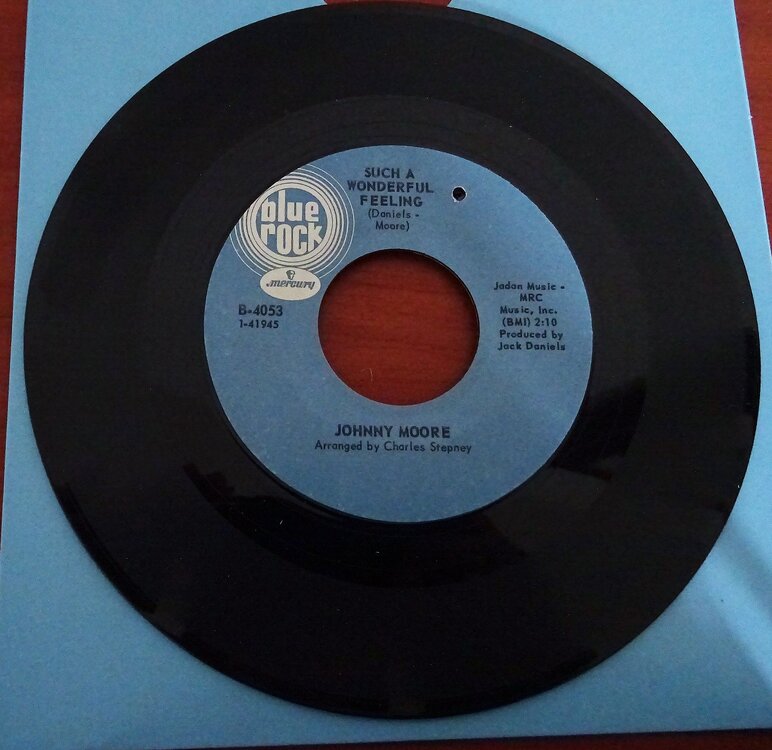 SUCH A
WONDERFUL
FEELING
(Daniels -
Moore)
blue
rock
mercury
B-4053
1-41945
Jadan Music -
MRC
Music, Inc.
(BMI) 2:10
Produced by
Jack Daniels
JOHNNY MOORE
Arranged by Charles Stepney